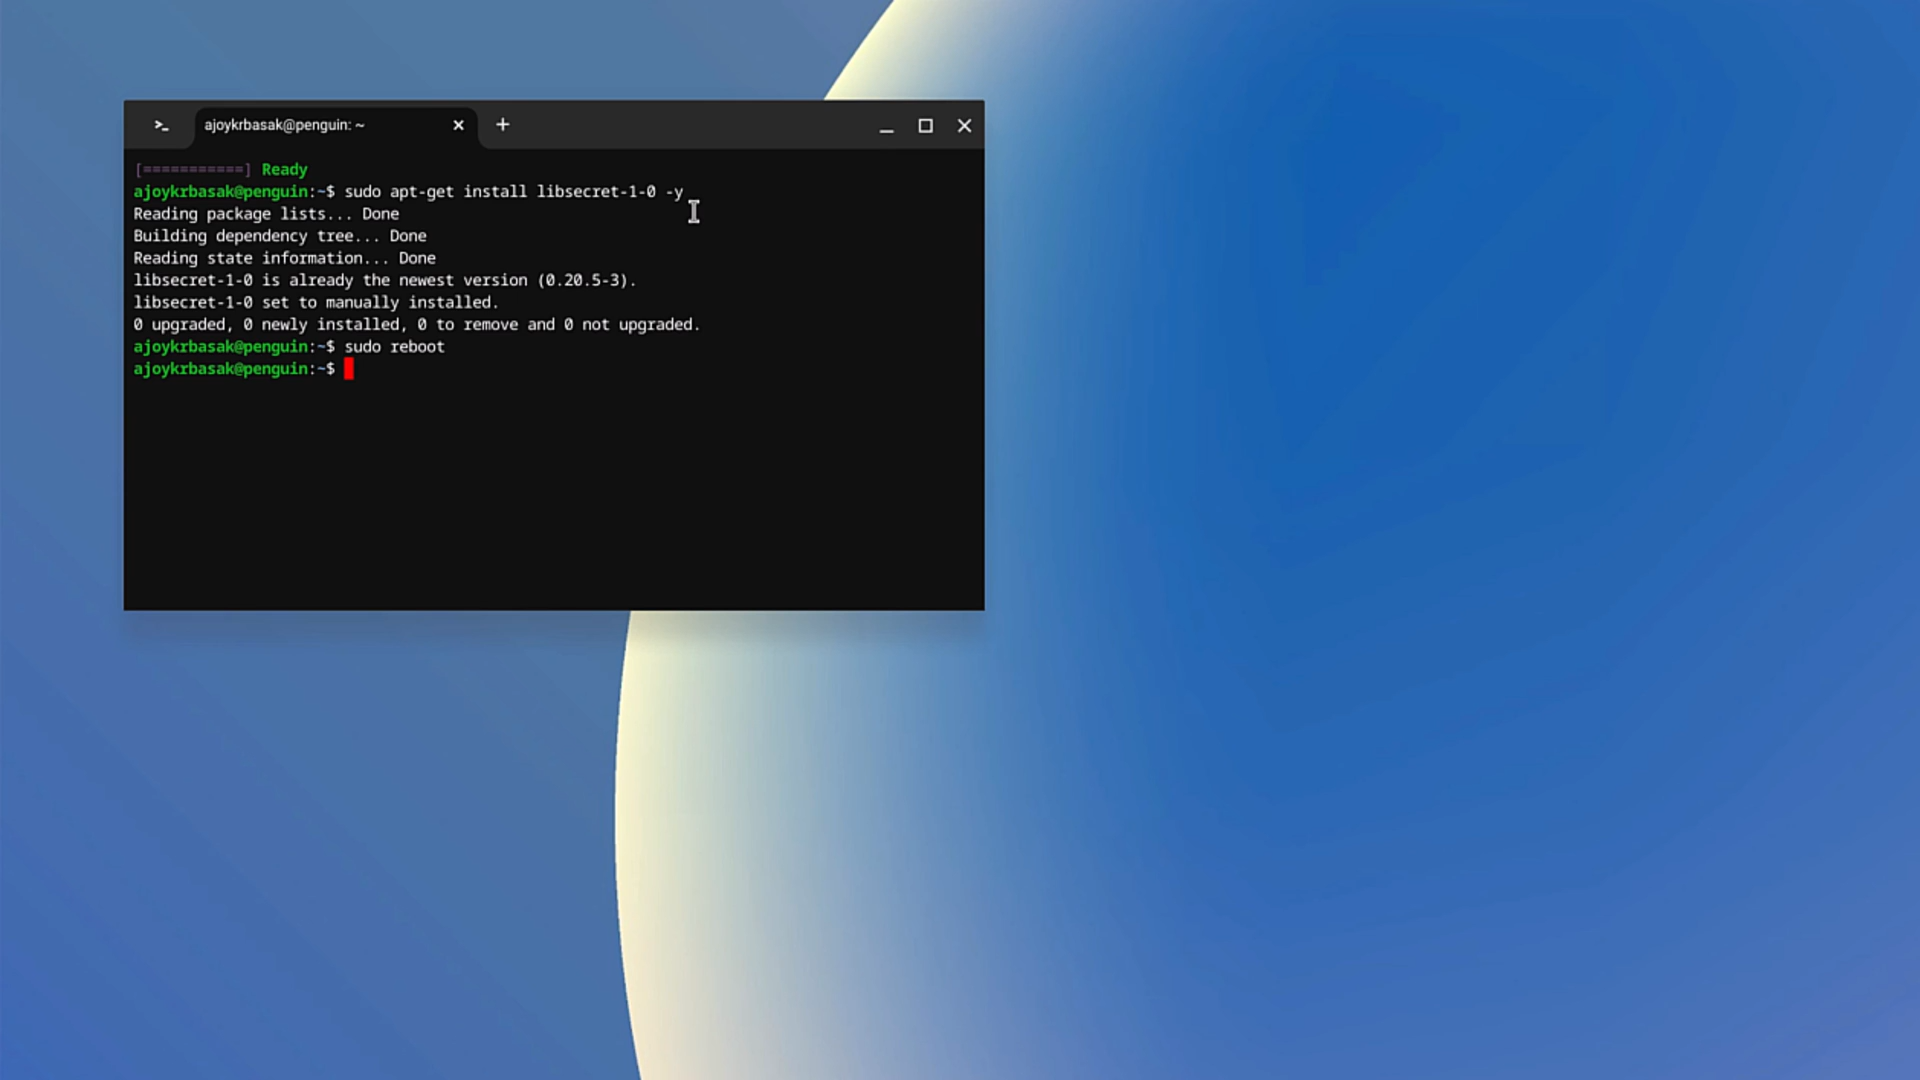 >_ ajoykrbasak@penguin: ~
[===========] Ready
ajoykrbasak@penguin:~$ sudo apt-get install libsecret-1-0 -y
Reading package lists... Done
Building dependency tree... Done
Reading state information... Done
libsecret-1-0 is already the newest version (0.20.5-3).
libsecret-1-0 set to manually installed.
0 upgraded, 0 newly installed, 0 to remove and 0 not upgraded.
ajoykrbasak@penguin:~$ sudo reboot
ajoykrbasak@penguin:~$